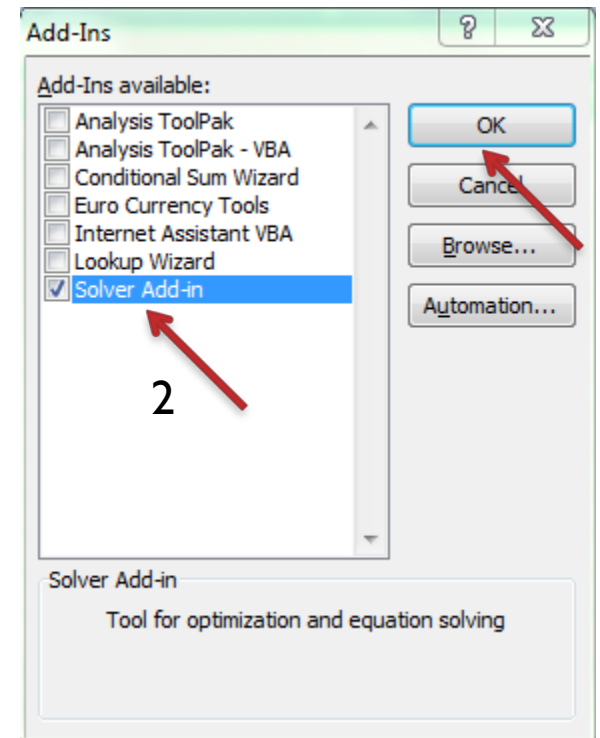 Add-Ins
Add-Ins available:
Analysis ToolPak
Analysis ToolPak - VBA
Conditional Sum Wizard
Euro Currency Tools
Internet Assistant VBA
Lookup Wizard
Solver Add-in
2
OK
Cancel
Browse...
Automation...
Solver Add-in
Tool for optimization and equation solving